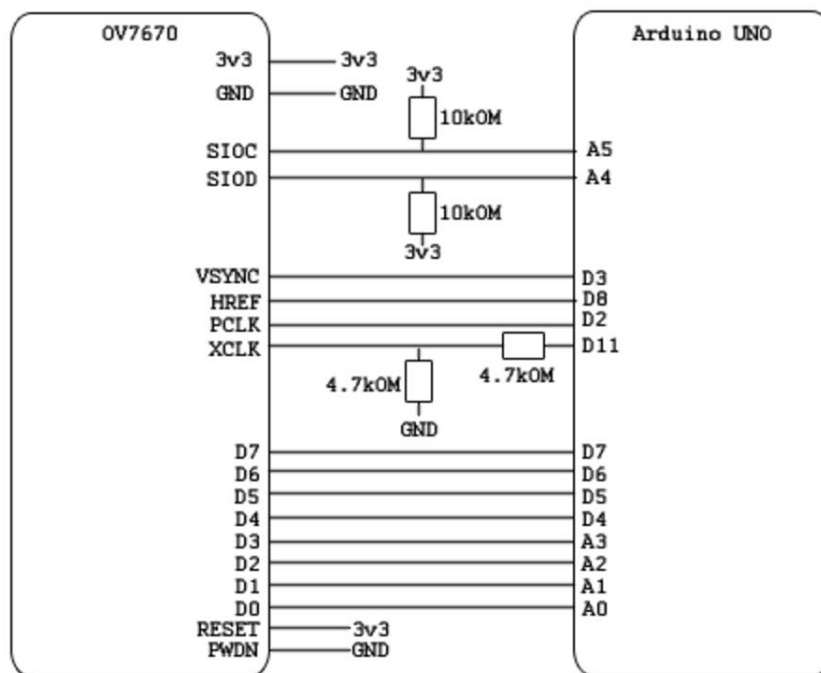 OV7670
Arduino UNO
3v3
3v3
GND
GND
3v3
10kOM
SIOC
A5
SIOD
A4
10kOM
3v3
VSYNC
D3
HREF
D8
PCLK
D2
XCLK
D11
4.7kOM
4.7kOM
GND
D7
D7
D6
D6
D5
D5
D4
D4
D3
A3
D2
A2
D1
A1
D0
A0
RESET
3v3
PWDN
GND